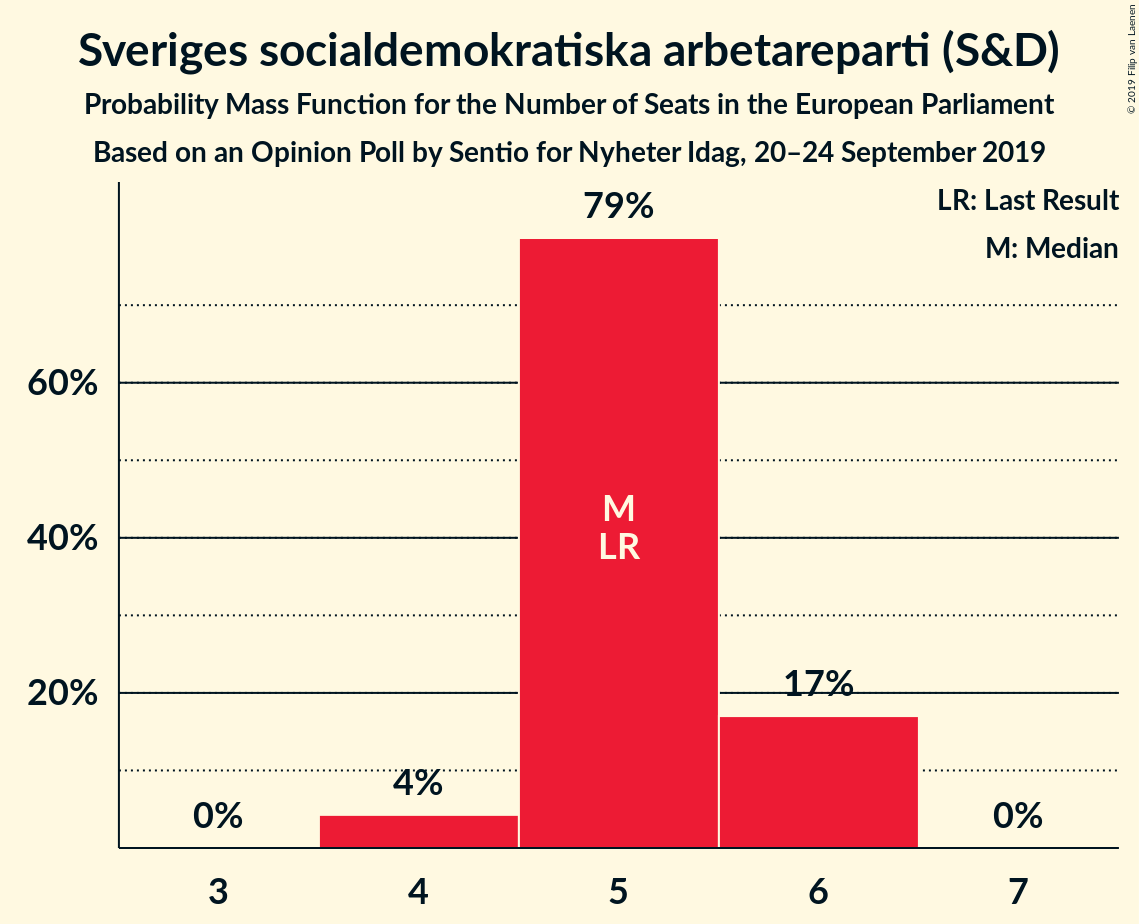 Sveriges socialdemokratiska arbetareparti (S&D)
Probability Mass Function for the Number of Seats in the European Parliament
Based on an Opinion Poll by Sentio for Nyheter Idag, 20–24 September 2019
© 2019 Filip van Laenen
LR: Last Result
M: Median
79%
60%
40%
20%
M
LR
17%
4%
0%
0%
3 4 5 6 7